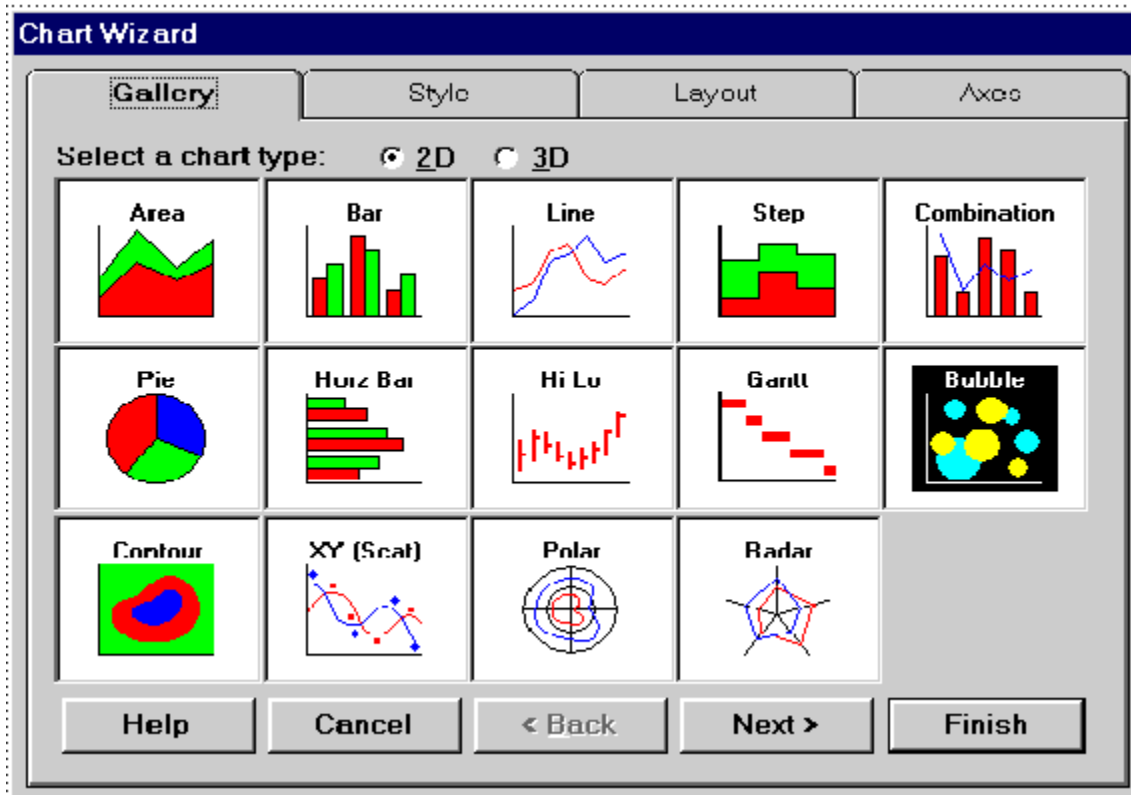 Chart Wizard
Gallery Style Layout Axes
Select a chart type: 2D 3D
Area Bar Line Step Combination
Pie Horz Bar Hi Lo Gantt Bubble
Contour XY (Scat) Polar Radar
Help Cancel < Back Next > Finish